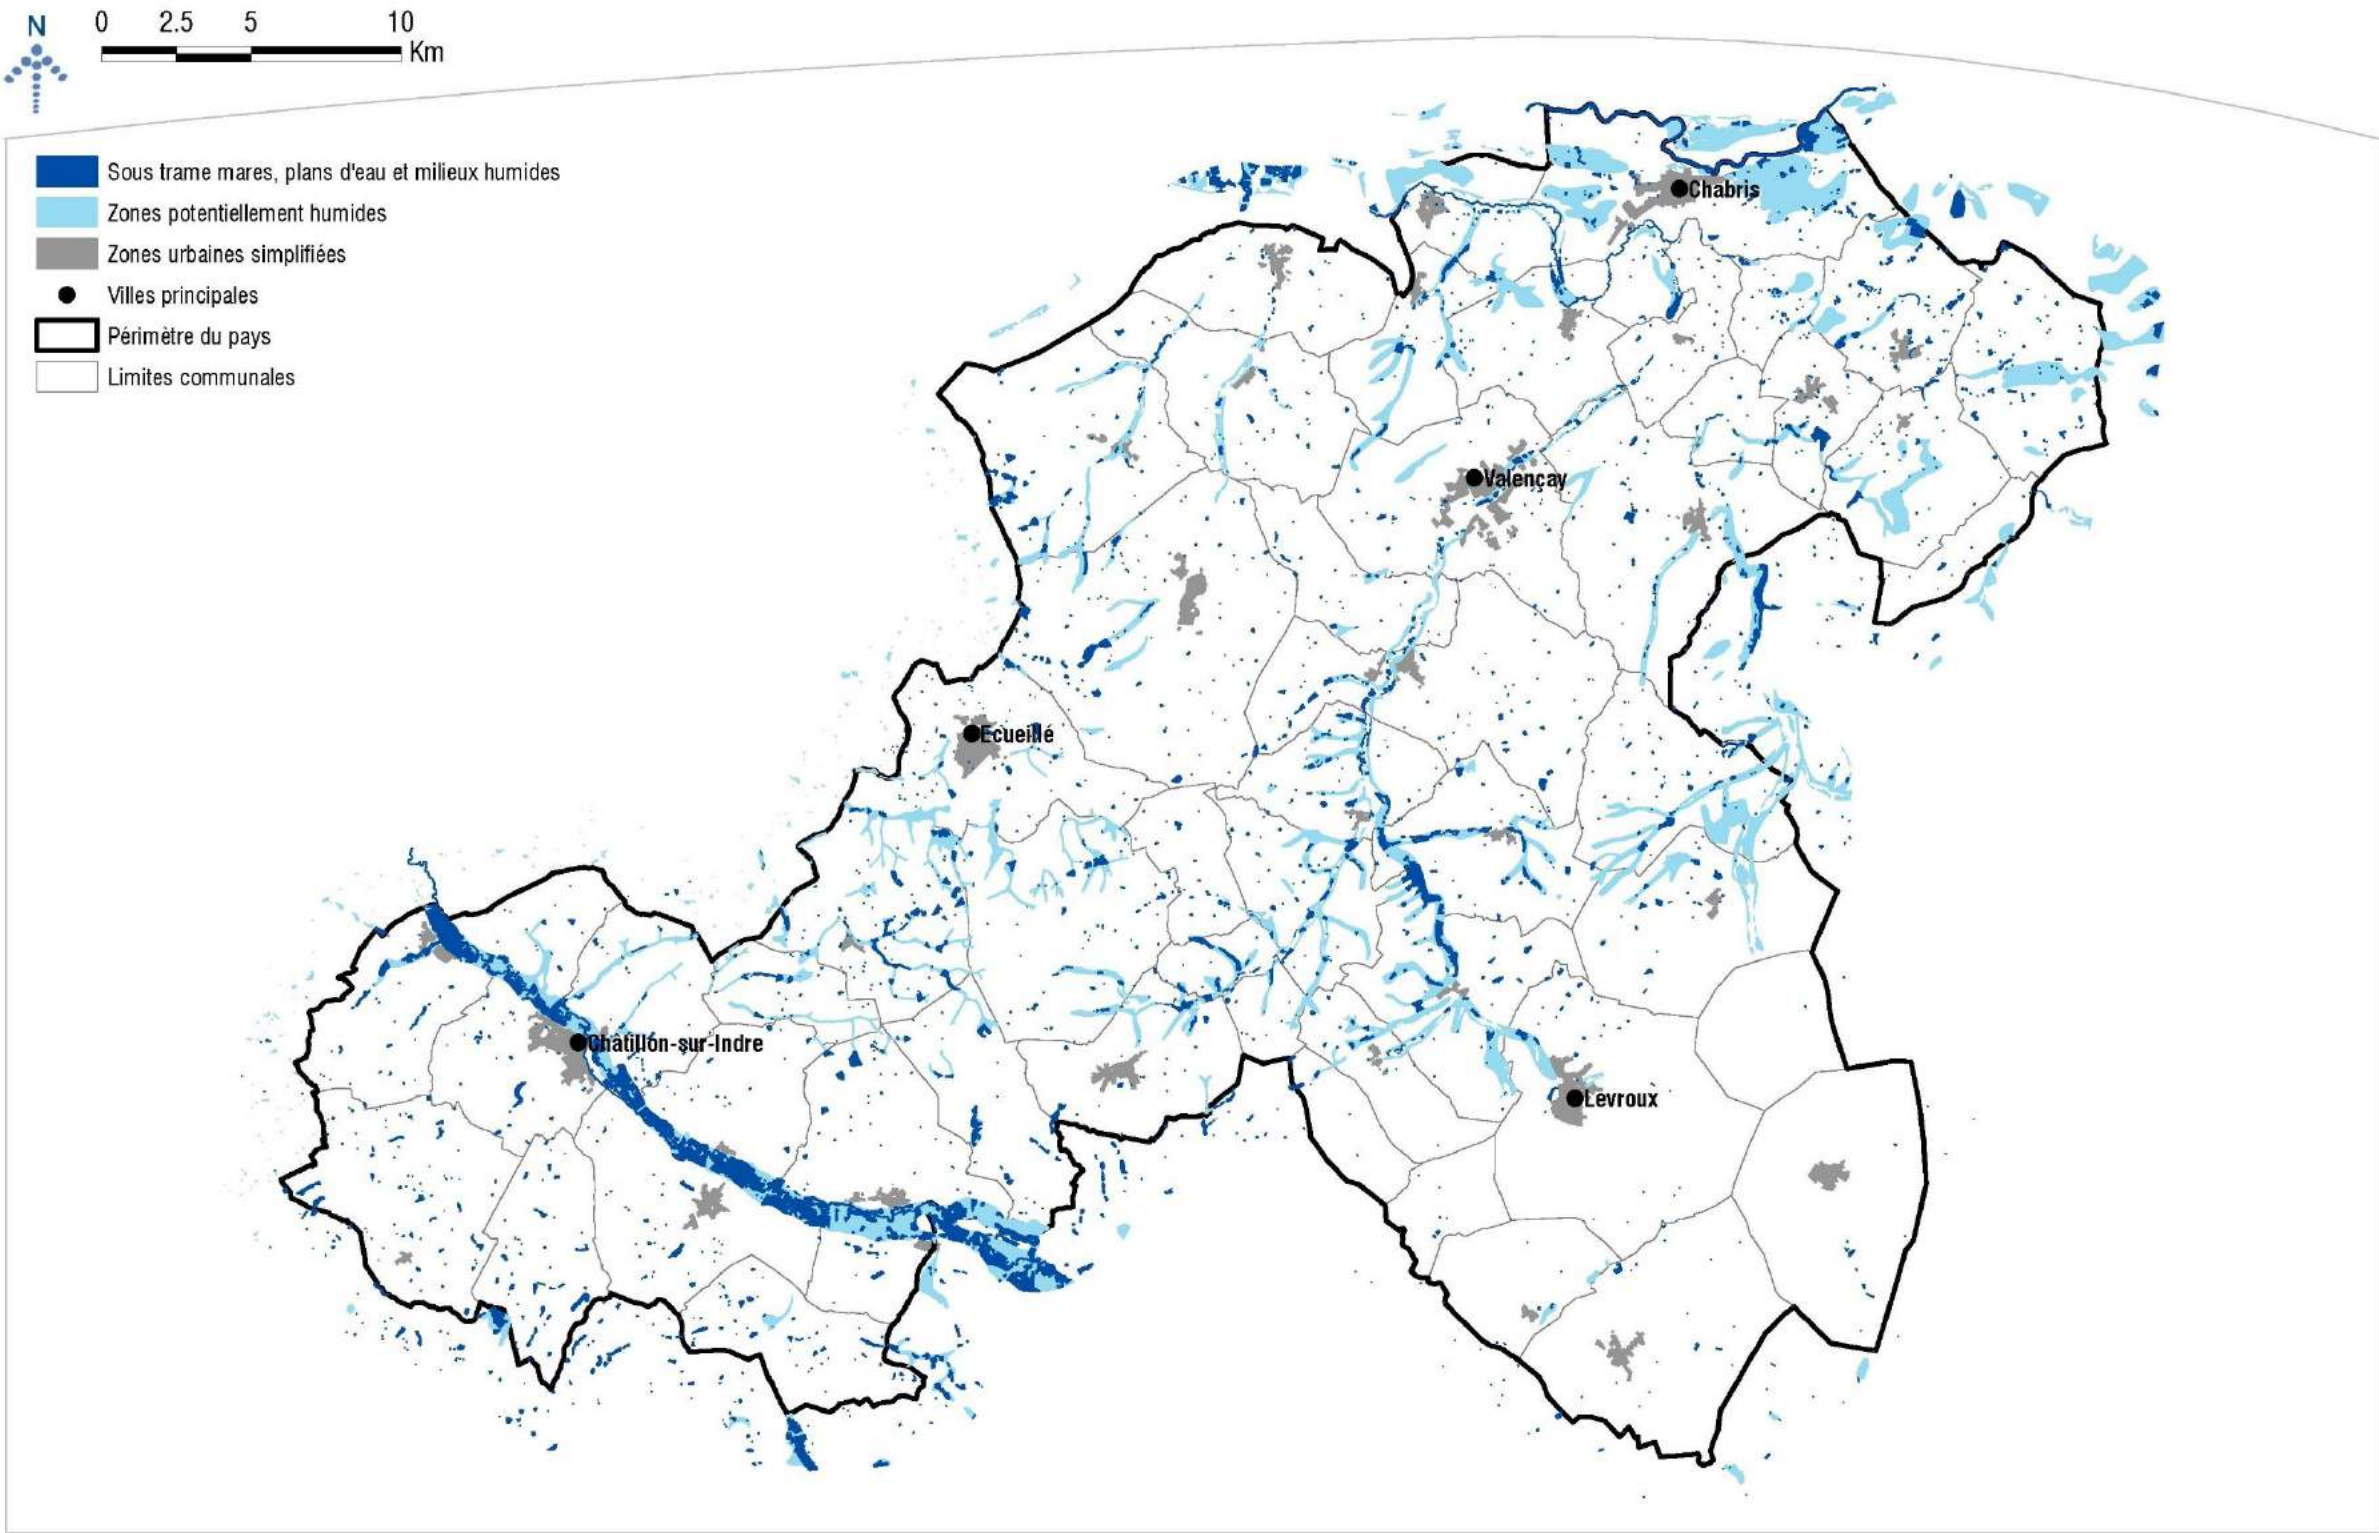 N
0 2.5 5 10
Km
Sous trame mares, plans d'eau et milieux humides
Zones potentiellement humides
Zones urbaines simplifiées
Villes principales
Périmètre du pays
Limites communales
Chabris
Valençay
Ecueillé
Chatillon-sur-Indre
Levroux